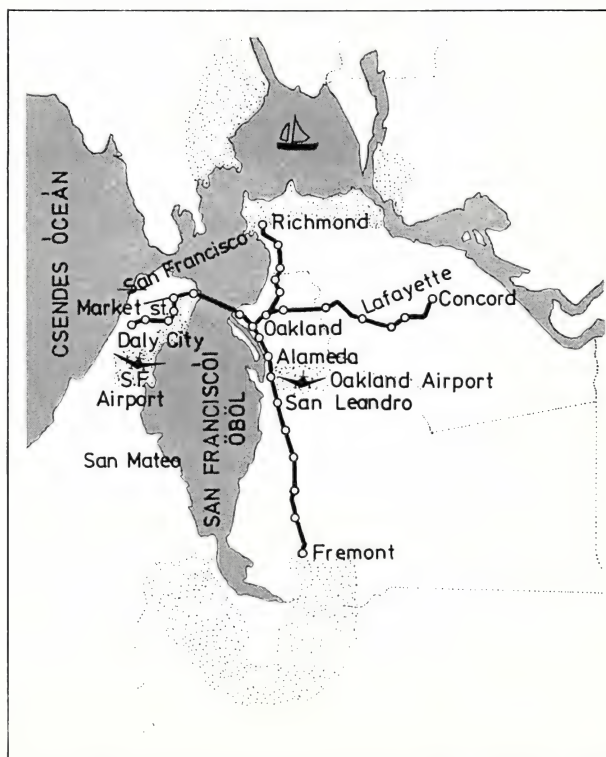 CSENDES ÓCEÁN
San Francisco
Richmond
Market st.
Lafayette
Concord
Oakland
Daly City
Alameda
S.F.
Airport
Oakland Airport
San Leandro
SAN FRANCISCÓI
ÖBÖL
San Mateo
Fremont